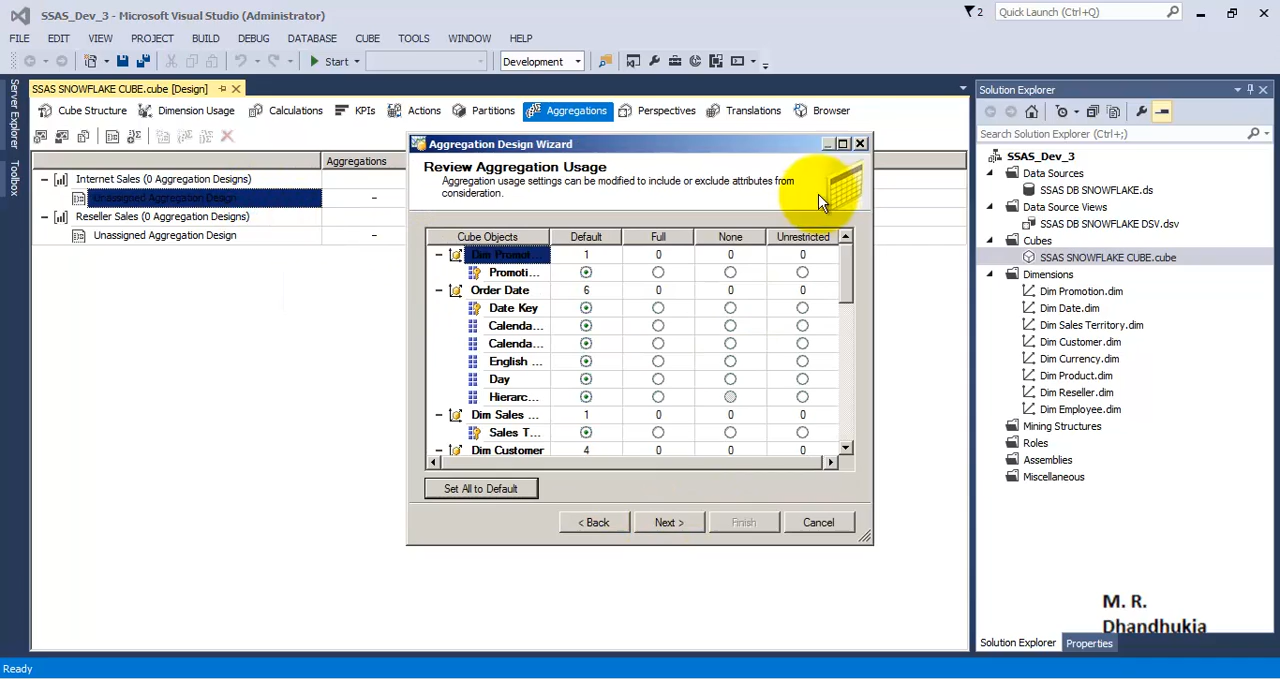 SSAS_Dev_3 - Microsoft Visual Studio (Administrator)
2
Quick Launch (Ctrl+Q)
FILE EDIT VIEW PROJECT BUILD DEBUG DATABASE CUBE TOOLS WINDOW HELP
Start
Development
Server Explorer
Toolbox
SSAS SNOWFLAKE CUBE.cube [Design]
Cube Structure Dimension Usage Calculations KPIs Actions Partitions Aggregations Perspectives Translations Browser
Aggregations
Internet Sales (0 Aggregation Designs)
Unassigned Aggregation Design -
Reseller Sales (0 Aggregation Designs)
Unassigned Aggregation Design -
Aggregation Design Wizard
Review Aggregation Usage
Aggregation usage settings can be modified to include or exclude attributes from
consideration.
Cube Objects Default Full None Unrestricted
Dim Promot... 1 0 0 0
Promoti...
Order Date 6 0 0 0
Date Key
Calenda...
Calenda...
English ...
Day
Hierarc...
Dim Sales ... 1 0 0 0
Sales T...
Dim Customer 4 0 0 0
Set All to Default
< Back Next > Finish Cancel
Solution Explorer
Search Solution Explorer (Ctrl+;)
SSAS_Dev_3
Data Sources
SSAS DB SNOWFLAKE.ds
Data Source Views
SSAS DB SNOWFLAKE DSV.dsv
Cubes
SSAS SNOWFLAKE CUBE.cube
Dimensions
Dim Promotion.dim
Dim Date.dim
Dim Sales Territory.dim
Dim Customer.dim
Dim Currency.dim
Dim Product.dim
Dim Reseller.dim
Dim Employee.dim
Mining Structures
Roles
Assemblies
Miscellaneous
M. R.
Dhandhukia
Solution Explorer Properties
Ready